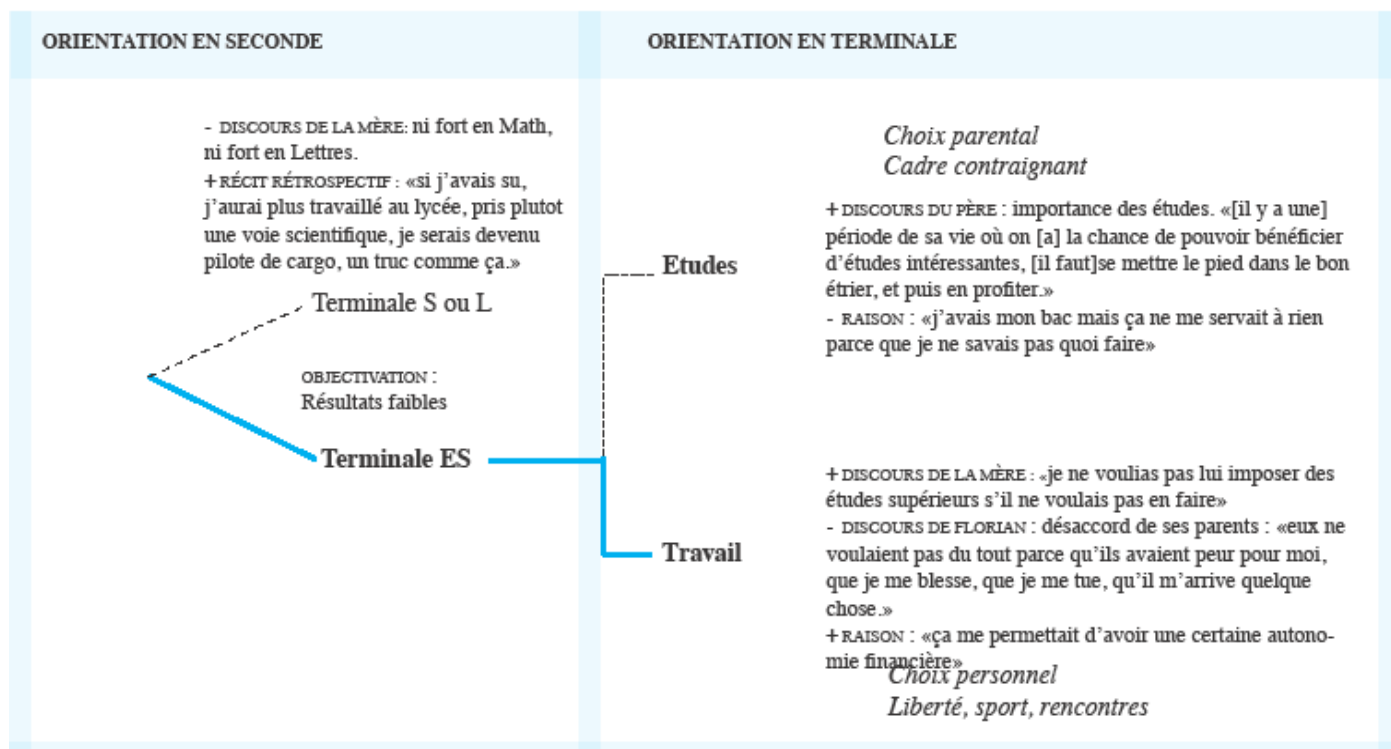 ORIENTATION EN SECONDE
- DISCOURS DE LA MÈRE: ni fort en Math,
ni fort en Lettres.
+ RÉCIT RÉTROSPECTIF : «si j'avais su,
j'aurai plus travaillé au lycée, pris plutot
une voie scientifique, je serais devenu
pilote de cargo, un truc comme ça.»
Terminale S ou L
OBJECTIVATION :
Résultats faibles
Terminale ES
ORIENTATION EN TERMINALE
Choix parental
Cadre contraignant
Etudes
+ DISCOURS DU PÈRE : importance des études. «[il y a une]
période de sa vie où on [a] la chance de pouvoir bénéficier
d'études intéressantes, [il faut]se mettre le pied dans le bon
étrier, et puis en profiter.»
- RAISON : «j'avais mon bac mais ça ne me servait à rien
parce que je ne savais pas quoi faire»
Travail
+ DISCOURS DE LA MÈRE : «je ne voulias pas lui imposer des
études supérieurs s'il ne voulais pas en faire»
- DISCOURS DE FLORIAN : désaccord de ses parents : «eux ne
voulaient pas du tout parce qu'ils avaient peur pour moi,
que je me blesse, que je me tue, qu'il m'arrive quelque
chose.»
+ RAISON : «ça me permettait d'avoir une certaine autono-
mie financière»
Choix personnel
Liberté, sport, rencontres